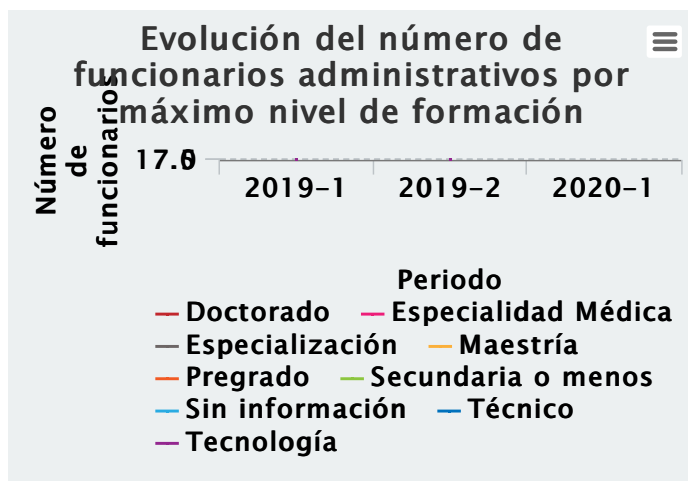 Evolución del número de
funcionarios administrativos por
máximo nivel de formación
Número
de
funcionarios
2019-1
2019-2
2020-1
Periodo
Doctorado
Especialidad Médica
Especialización
Maestría
Pregrado
Secundaria o menos
Sin información
Técnico
Tecnología